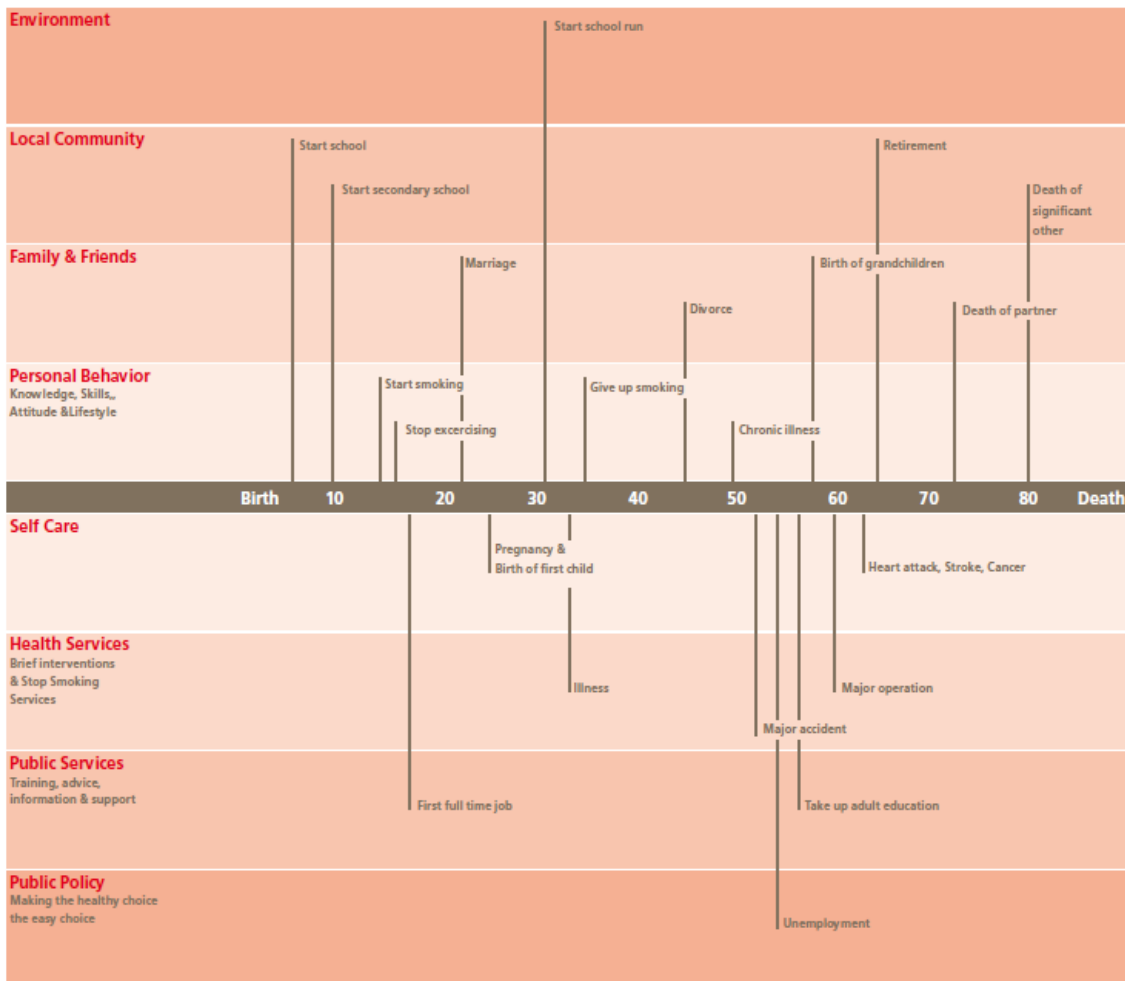 Environment
Start school run
Local Community
Start school
Retirement
Start secondary school
Death of
significant
other
Family & Friends
Marriage
Birth of grandchildren
Divorce
Death of partner
Personal Behavior
Knowledge, Skills,,
Attitude &Lifestyle
Start smoking
Give up smoking
Stop excercising
Chronic illness
Birth 10 20 30 40 50 60 70 80 Death
Self Care
Pregnancy &
Birth of first child
Heart attack, Stroke, Cancer
Health Services
Brief interventions
& Stop Smoking
Services
Illness
Major operation
Major accident
Public Services
Training, advice,
information & support
First full time job
Take up adult education
Public Policy
Making the healthy choice
the easy choice
Unemployment